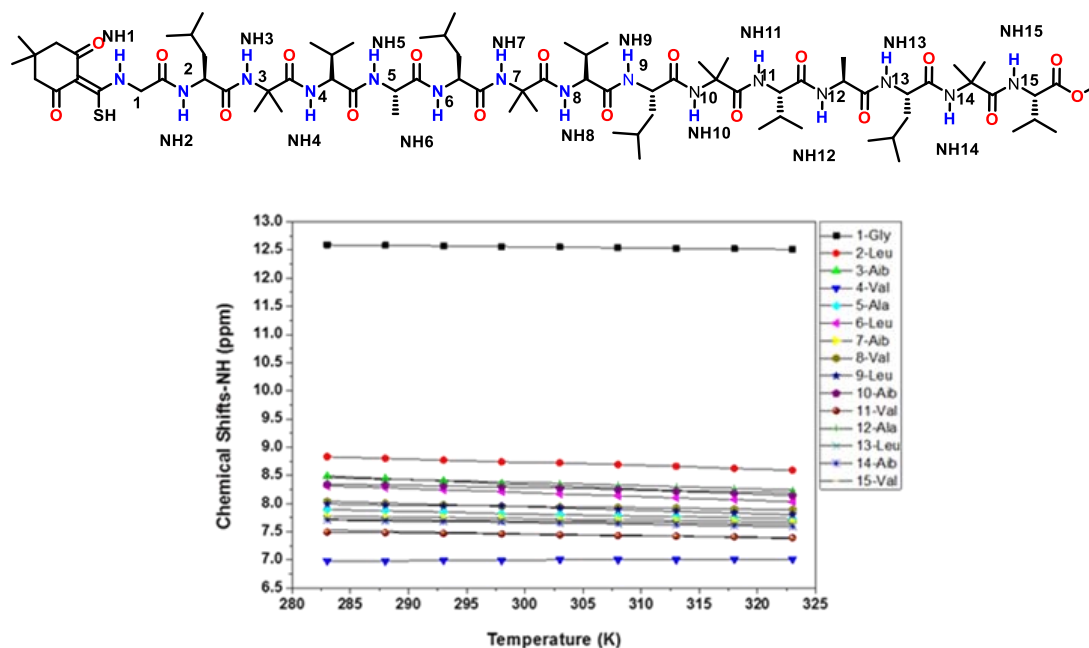 NH1 NH3 NH5 NH7 NH9 NH11 NH13 NH15
O O O O O O O O O
H H H H H H H H
N N N N N N N N
1 2 3 4 5 6 7 8 9 10 11 12 13 14 15
N N N N N N N
H H H H H H H
O SH O O O O O O O O
NH2 NH4 NH6 NH8 NH10 NH12 NH14
Chemical Shifts-NH (ppm)
13.0
12.5
12.0
11.5
11.0
10.5
10.0
9.5
9.0
8.5
8.0
7.5
7.0
6.5
280 285 290 295 300 305 310 315 320 325
Temperature (K)
1-Gly
2-Leu
3-Aib
4-Val
5-Ala
6-Leu
7-Aib
8-Val
9-Leu
10-Aib
11-Val
12-Ala
13-Leu
14-Aib
15-Val